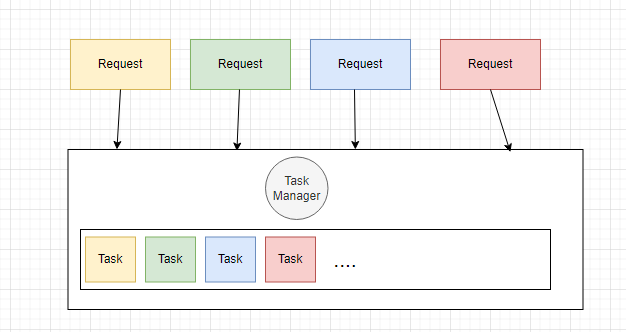 Request
Request
Request
Request
Task
Manager
Task
Task
Task
Task
....